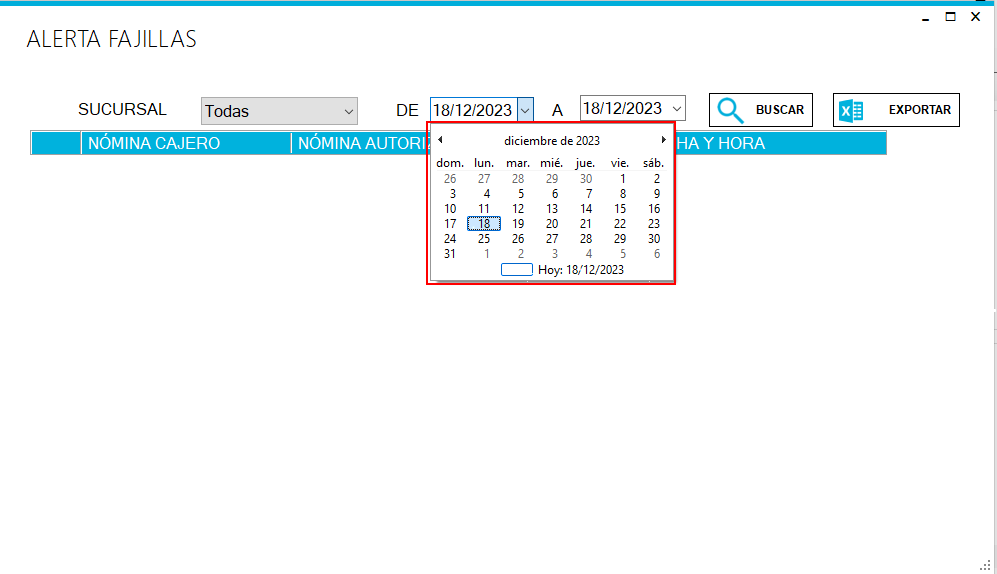 ALERTA FAJILLAS
SUCURSAL Todas DE 18/12/2023 A 18/12/2023 BUSCAR EXPORTAR
NÓMINA CAJERO NÓMINA AUTORI HA Y HORA
diciembre de 2023
dom. lun. mar. mié. jue. vie. sáb.
26 27 28 29 30 1 2
3 4 5 6 7 8 9
10 11 12 13 14 15 16
17 18 19 20 21 22 23
24 25 26 27 28 29 30
31 1 2 3 4 5 6
Hoy: 18/12/2023